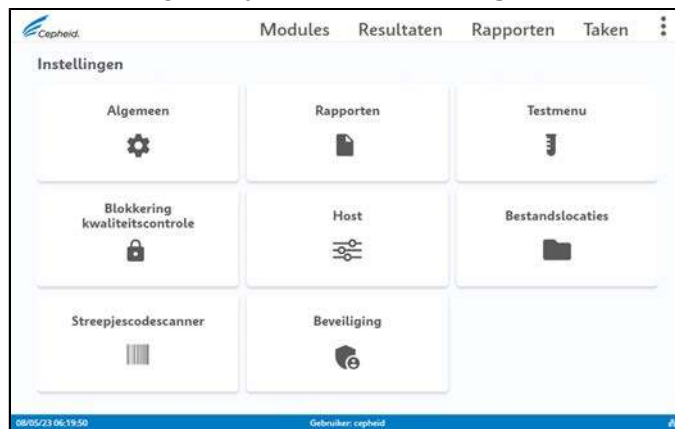 Cepheid.
Modules Resultaten Rapporten Taken
Instellingen
Algemeen Rapporten Testmenu
Blokkering
kwaliteitscontrole Host Bestandslocaties
Streepjescodescanner Beveiliging
08/05/23 06:19:50 Gebruiker: cepheid